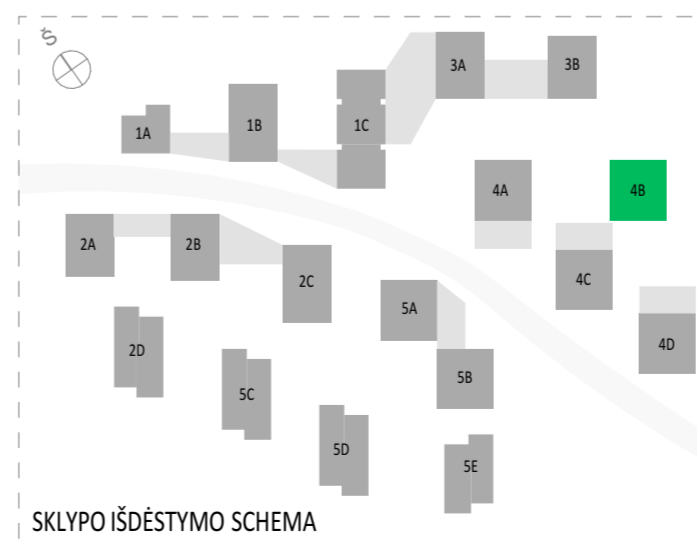 Š
3A
3B
1A
1B
1C
4A
4B
2A
2B
2C
4C
5A
2D
4D
5B
5C
5D
5E
SKLYPO IŠDĖSTYMO SCHEMA